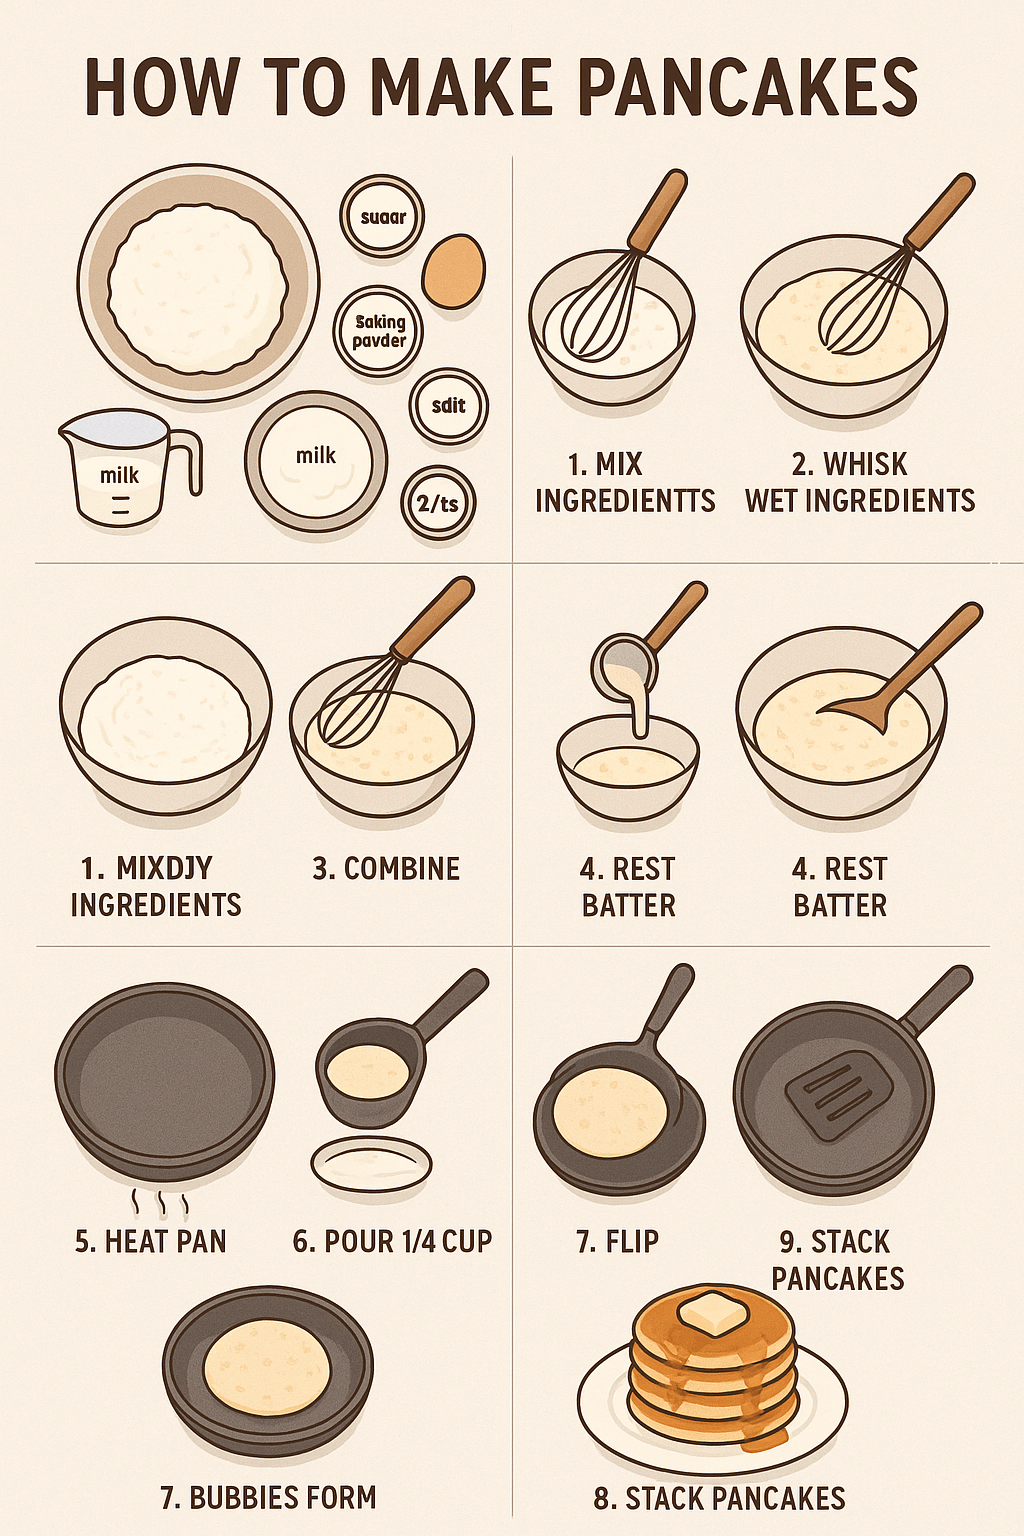 HOW TO MAKE PANCAKES
suaar
Saking
pavder
sdit
milk
milk
2/ts
1. MIX
INGREDIENTTS
2. WHISK
WET INGREDIENTS
1. MIXDJY
INGREDIENTS
3. COMBINE
4. REST
BATTER
4. REST
BATTER
5. HEAT PAN
6. POUR 1/4 CUP
7. FLIP
9. STACK
PANCAKES
7. BUBBIES FORM
8. STACK PANCAKES